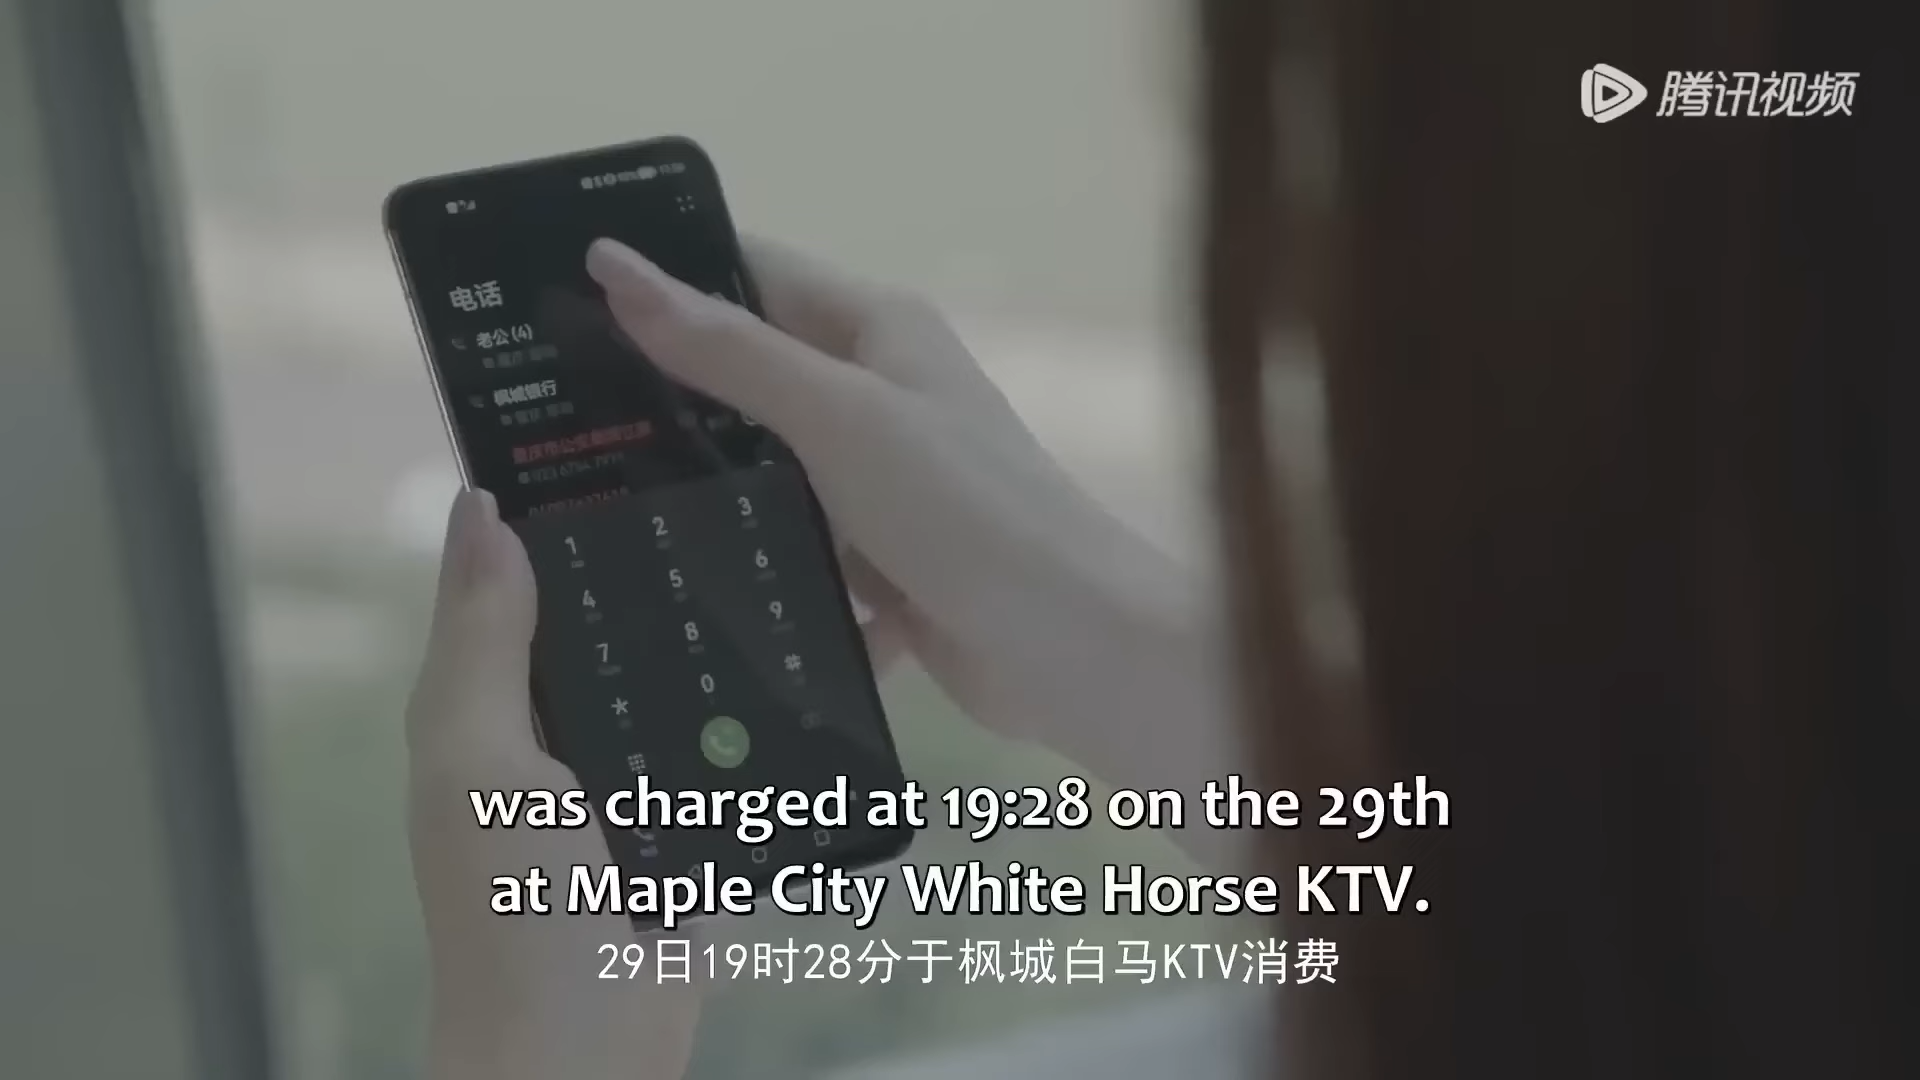 腾讯视频
电话
老公(4)
枫城银行
1
2
3
4
5
6
7
8
9
*
0
#
was charged at 19:28 on the 29th
at Maple City White Horse KTV.
29日19时28分于枫城白马KTV消费